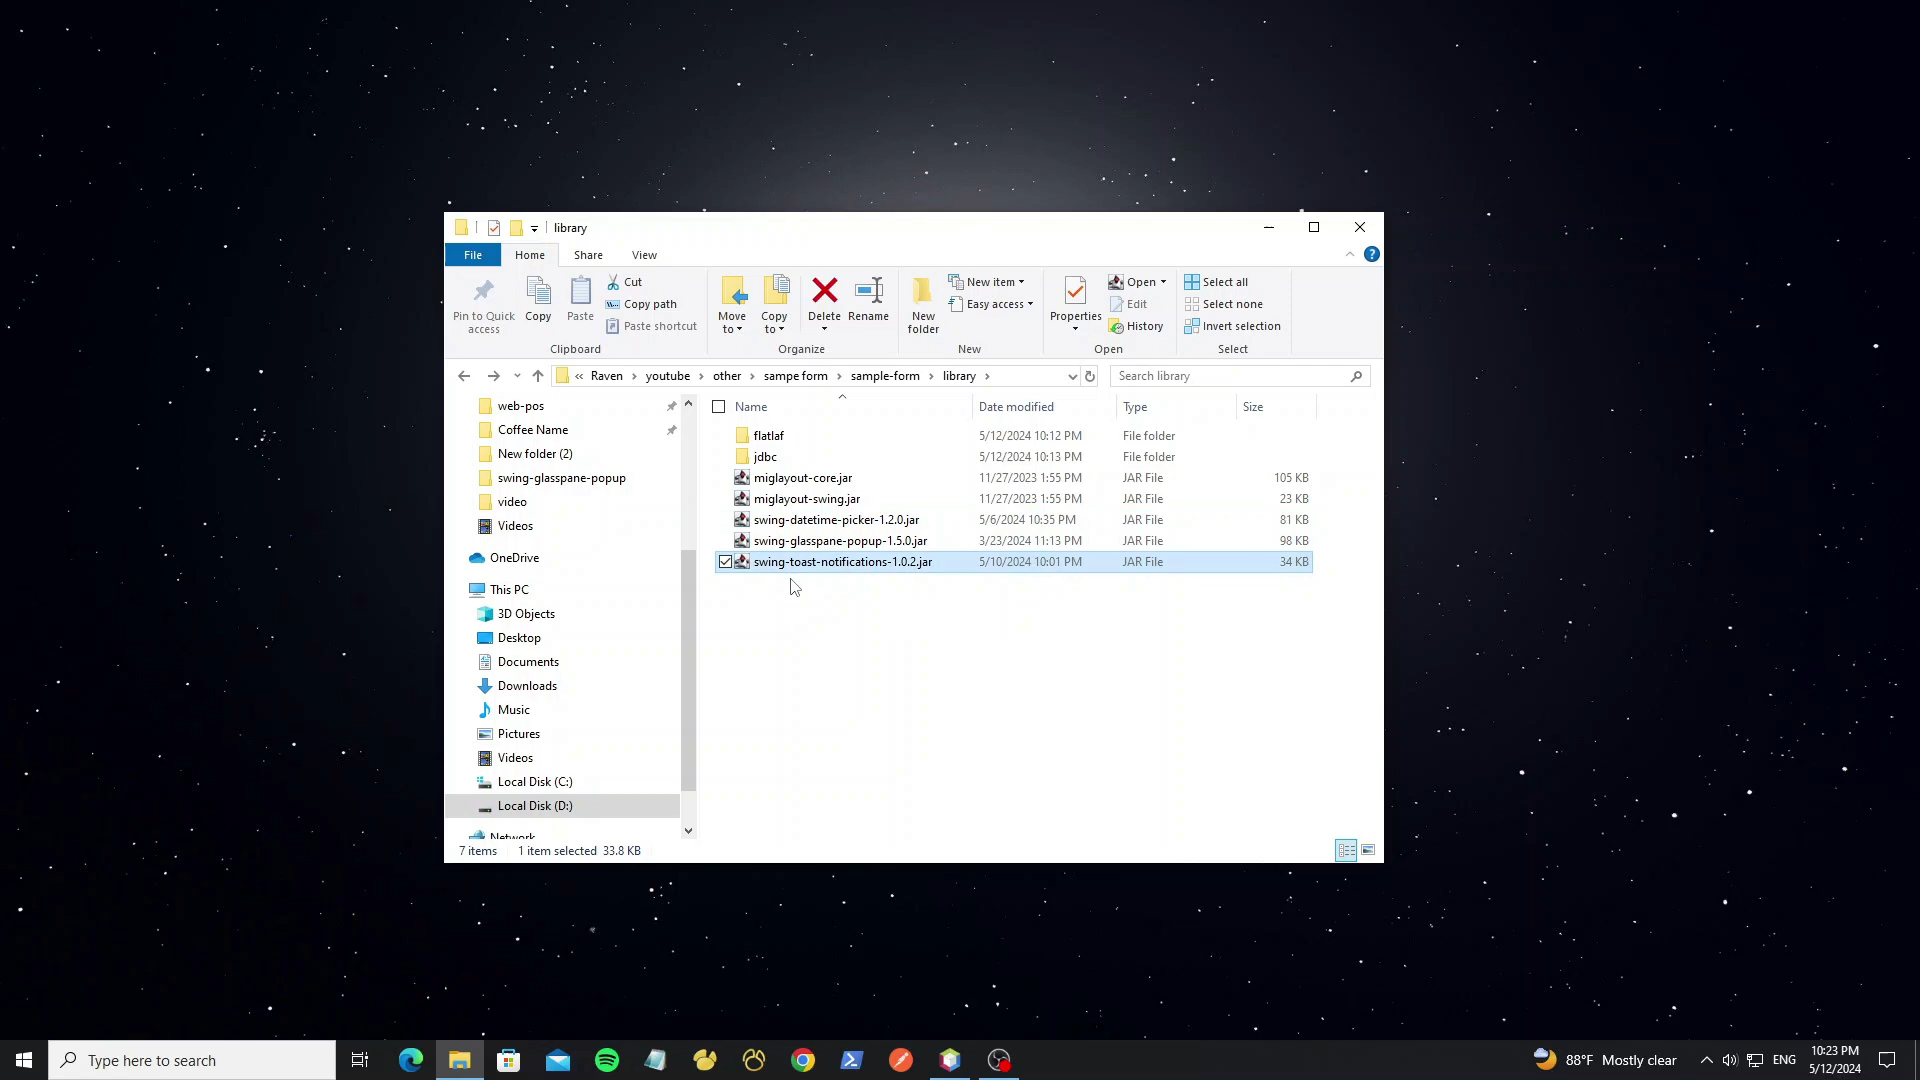 library
File Home Share View
Pin to Quick access
Copy
Paste
Cut
Copy path
Paste shortcut
Clipboard
Move to
Copy to
Delete
Rename
Organize
New folder
New item
Easy access
New
Properties
Open
Edit
History
Open
Select all
Select none
Invert selection
Select
« Raven › youtube › other › sampe form › sample-form › library ›
Search library
web-pos
Coffee Name
New folder (2)
swing-glasspane-popup
video
Videos
OneDrive
This PC
3D Objects
Desktop
Documents
Downloads
Music
Pictures
Videos
Local Disk (C:)
Local Disk (D:)
Network
Name Date modified Type Size
flatlaf 5/12/2024 10:12 PM File folder
jdbc 5/12/2024 10:13 PM File folder
miglayout-core.jar 11/27/2023 1:55 PM JAR File 105 KB
miglayout-swing.jar 11/27/2023 1:55 PM JAR File 23 KB
swing-datetime-picker-1.2.0.jar 5/6/2024 10:35 PM JAR File 81 KB
swing-glasspane-popup-1.5.0.jar 3/23/2024 11:13 PM JAR File 98 KB
swing-toast-notifications-1.0.2.jar 5/10/2024 10:01 PM JAR File 34 KB
7 items 1 item selected 33.8 KB
Type here to search
88°F Mostly clear
ENG
10:23 PM
5/12/2024